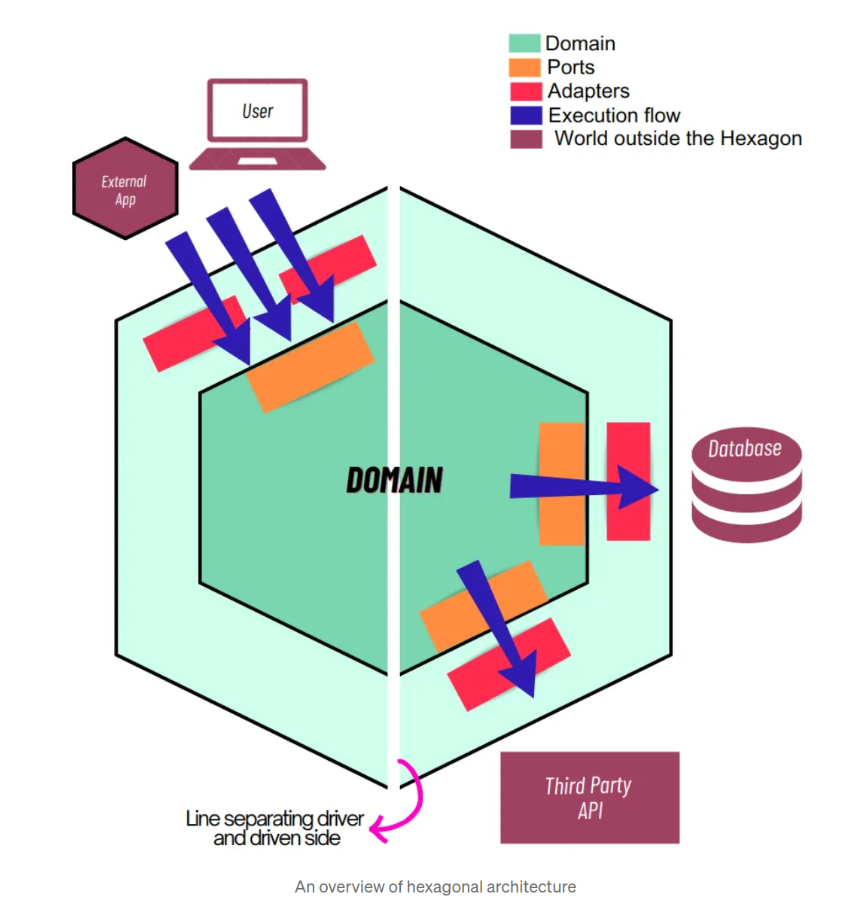 Domain
Ports
Adapters
Execution flow
World outside the Hexagon
User
External
App
DOMAIN
Database
Third Party
API
Line separating driver
and driven side
An overview of hexagonal architecture